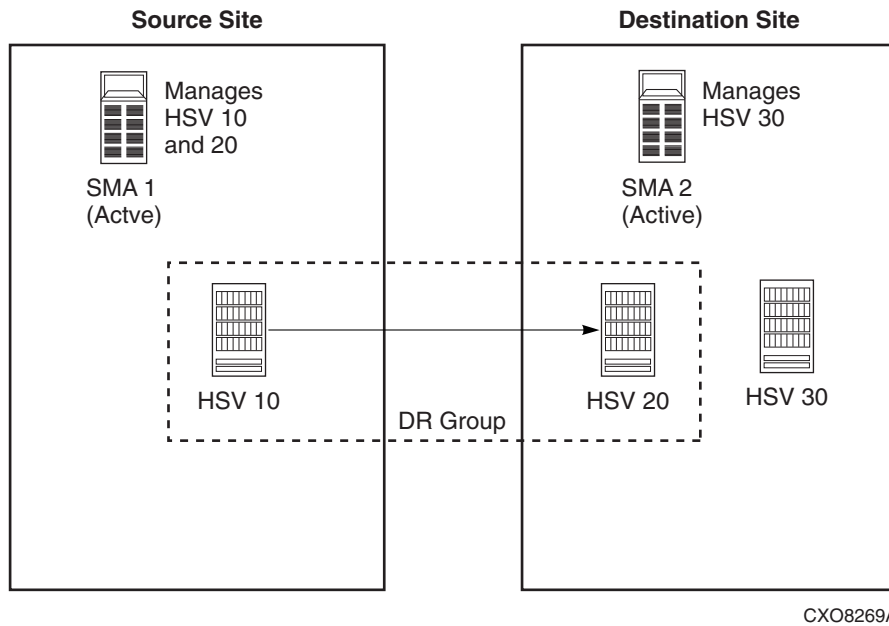 Source Site
Destination Site
Manages
HSV 10
and 20
SMA 1
(Actve)
Manages
HSV 30
SMA 2
(Active)
HSV 10
DR Group
HSV 20
HSV 30
CXO8269A